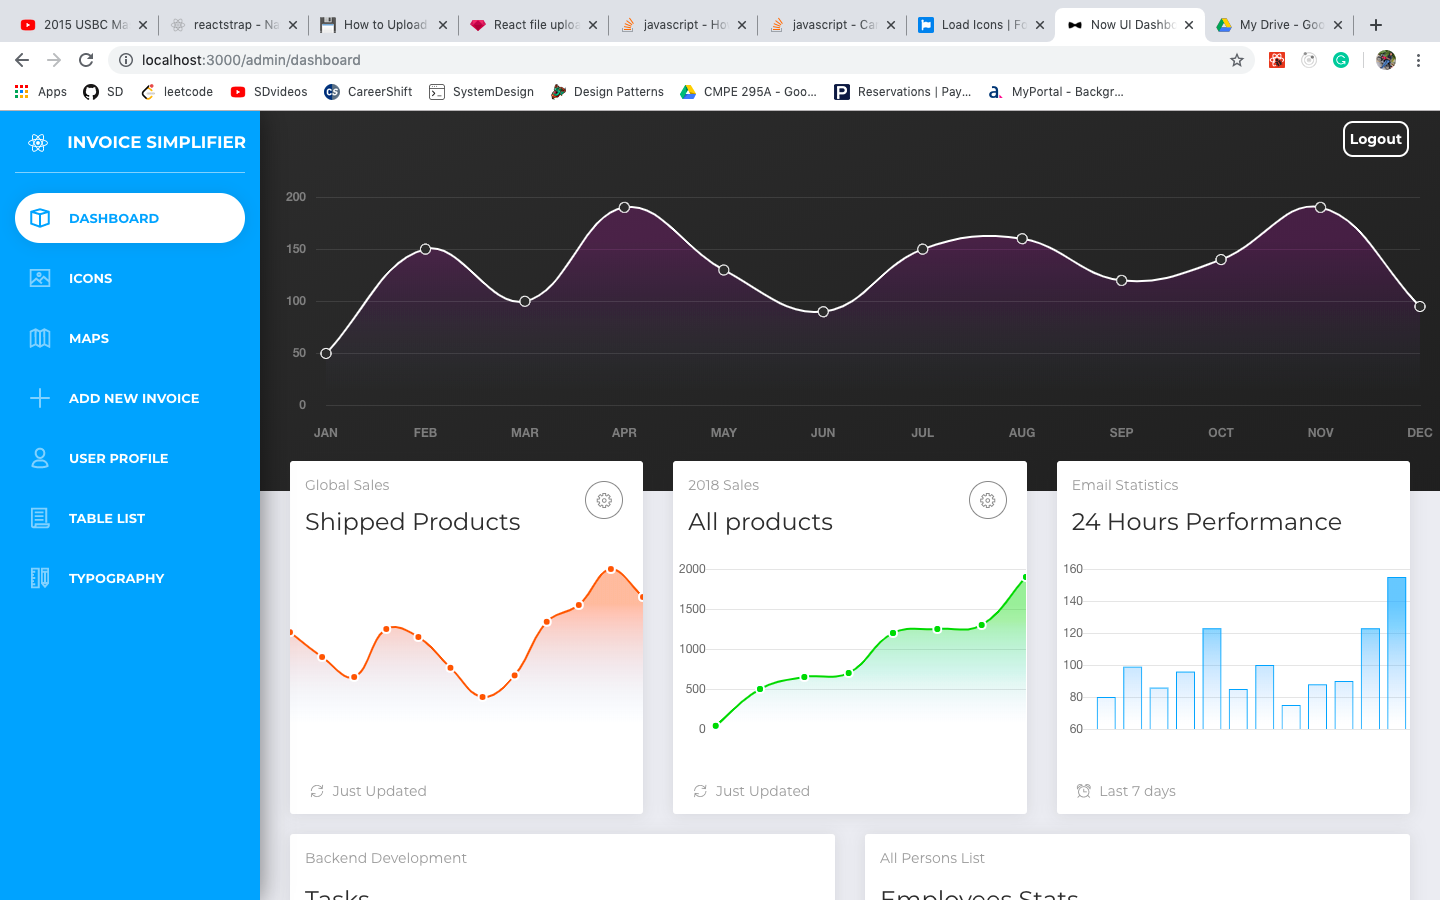 2015 USBC Ma
reactstrap - Na
How to Upload
React file uploa
javascript - Ho
javascript - Ca
Load Icons | Fo
Now UI Dashbo
My Drive - Goo
localhost:3000/admin/dashboard
Apps
SD
leetcode
SDvideos
CS
CareerShift
SystemDesign
Design Patterns
CMPE 295A - Goo...
Reservations | Pay...
MyPortal - Backgr...
INVOICE SIMPLIFIER
DASHBOARD
ICONS
MAPS
ADD NEW INVOICE
USER PROFILE
TABLE LIST
TYPOGRAPHY
Logout
200
150
100
50
0
JAN FEB MAR APR MAY JUN JUL AUG SEP OCT NOV DEC
Global Sales
Shipped Products
Just Updated
2018 Sales
All products
2000
1500
1000
500
0
Just Updated
Email Statistics
24 Hours Performance
160
140
120
100
80
60
Last 7 days
Backend Development
Tasks
All Persons List
Employees Stats